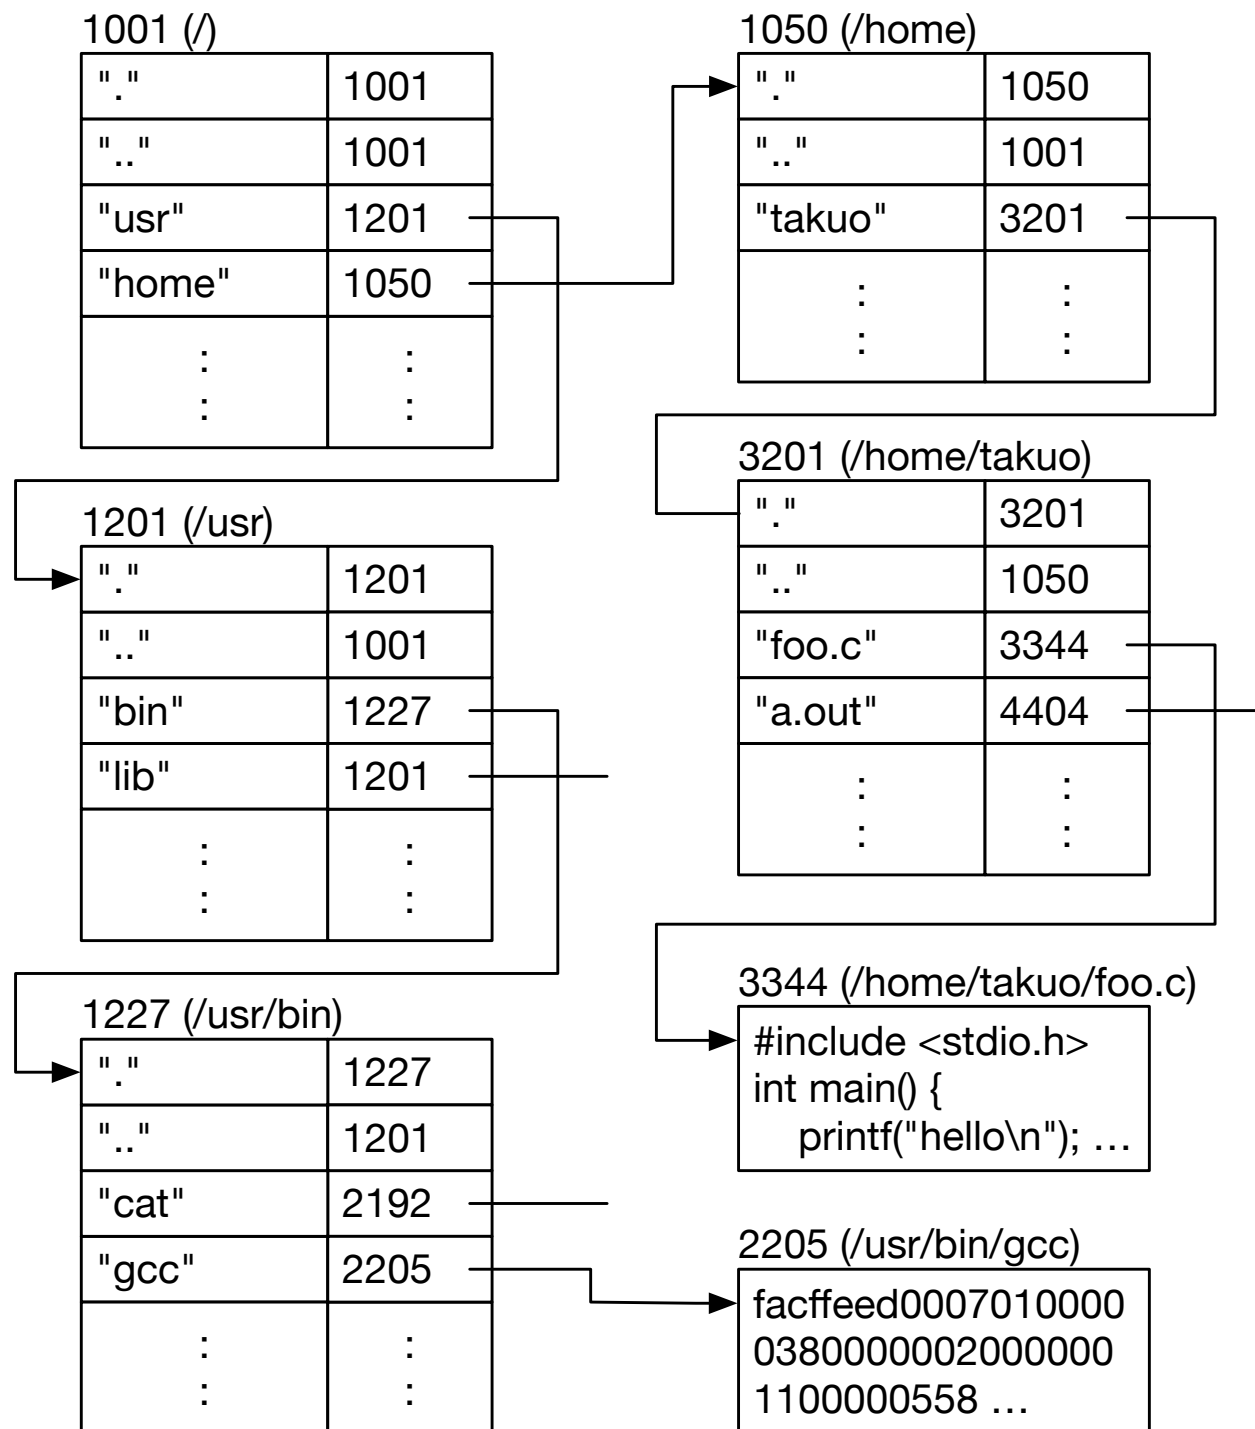 1001 (/)
"." 1001
".." 1001
"usr" 1201
"home" 1050
: :
: :
1201 (/usr)
"." 1201
".." 1001
"bin" 1227
"lib" 1201
: :
: :
1227 (/usr/bin)
"." 1227
".." 1201
"cat" 2192
"gcc" 2205
: :
: :
1050 (/home)
"." 1050
".." 1001
"takuo" 3201
: :
: :
3201 (/home/takuo)
"." 3201
".." 1050
"foo.c" 3344
"a.out" 4404
: :
: :
3344 (/home/takuo/foo.c)
#include <stdio.h>
int main() {
printf("hello\n"); …
2205 (/usr/bin/gcc)
facffeed0007010000
0380000002000000
1100000558 …